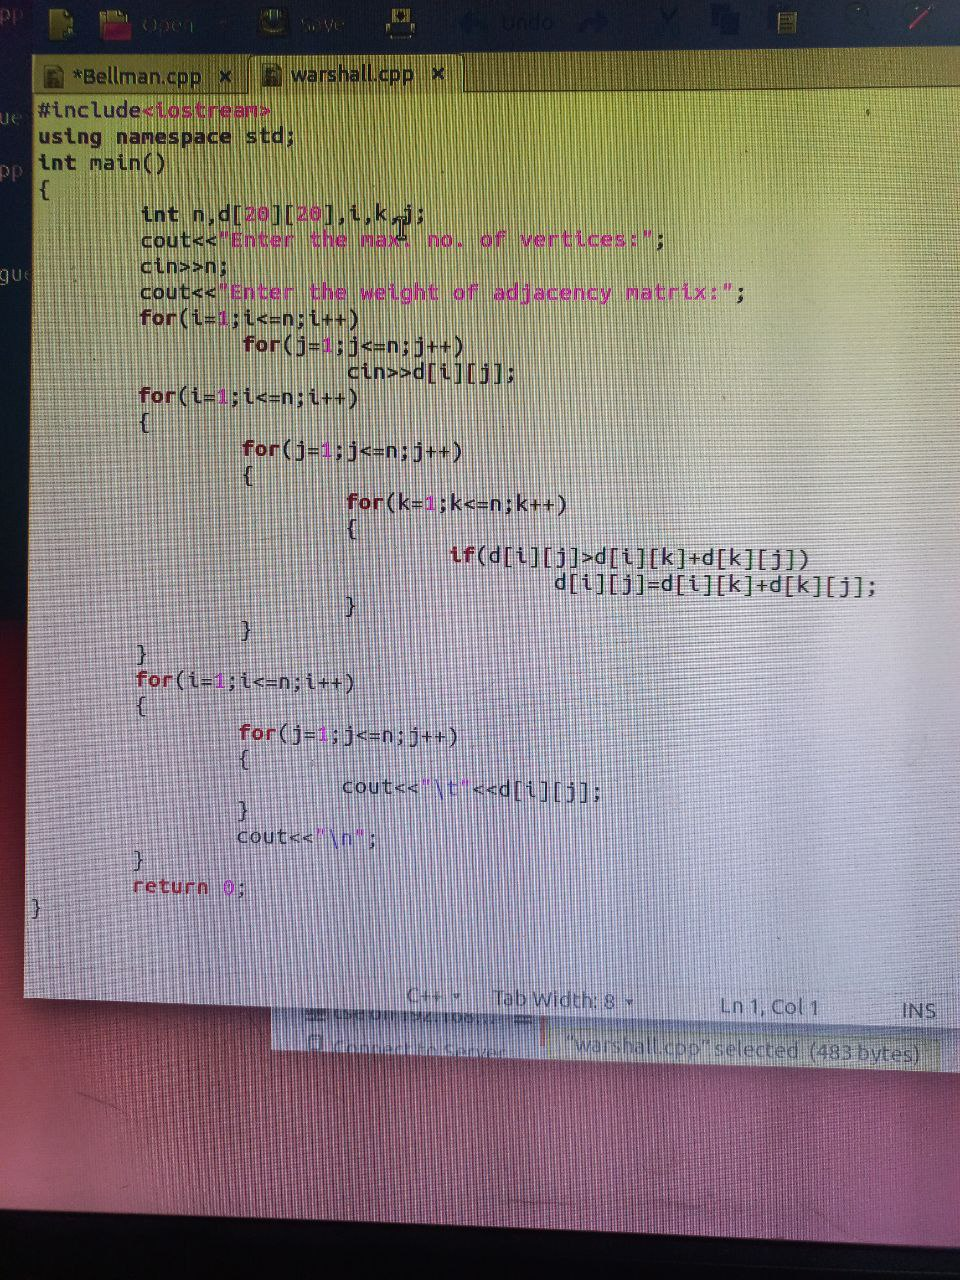 Open Save Undo
*Bellman.cpp x warshall.cpp x
#include<iostream>
using namespace std;
int main()
{
int n,d[20][20],i,k,j;
cout<<"Enter the max. no. of vertices:";
cin>>n;
cout<<"Enter the weight of adjacency matrix:";
for(i=1;i<=n;i++)
for(j=1;j<=n;j++)
cin>>d[i][j];
for(i=1;i<=n;i++)
{
for(j=1;j<=n;j++)
{
for(k=1;k<=n;k++)
{
if(d[i][j]>d[i][k]+d[k][j])
d[i][j]=d[i][k]+d[k][j];
}
}
}
for(i=1;i<=n;i++)
{
for(j=1;j<=n;j++)
{
cout<<"\t"<<d[i][j];
}
cout<<"\n";
}
return 0;
}
C++ Tab Width: 8 Ln 1, Col 1 INS
Connect to Server "warshall.cpp" selected (483 bytes)